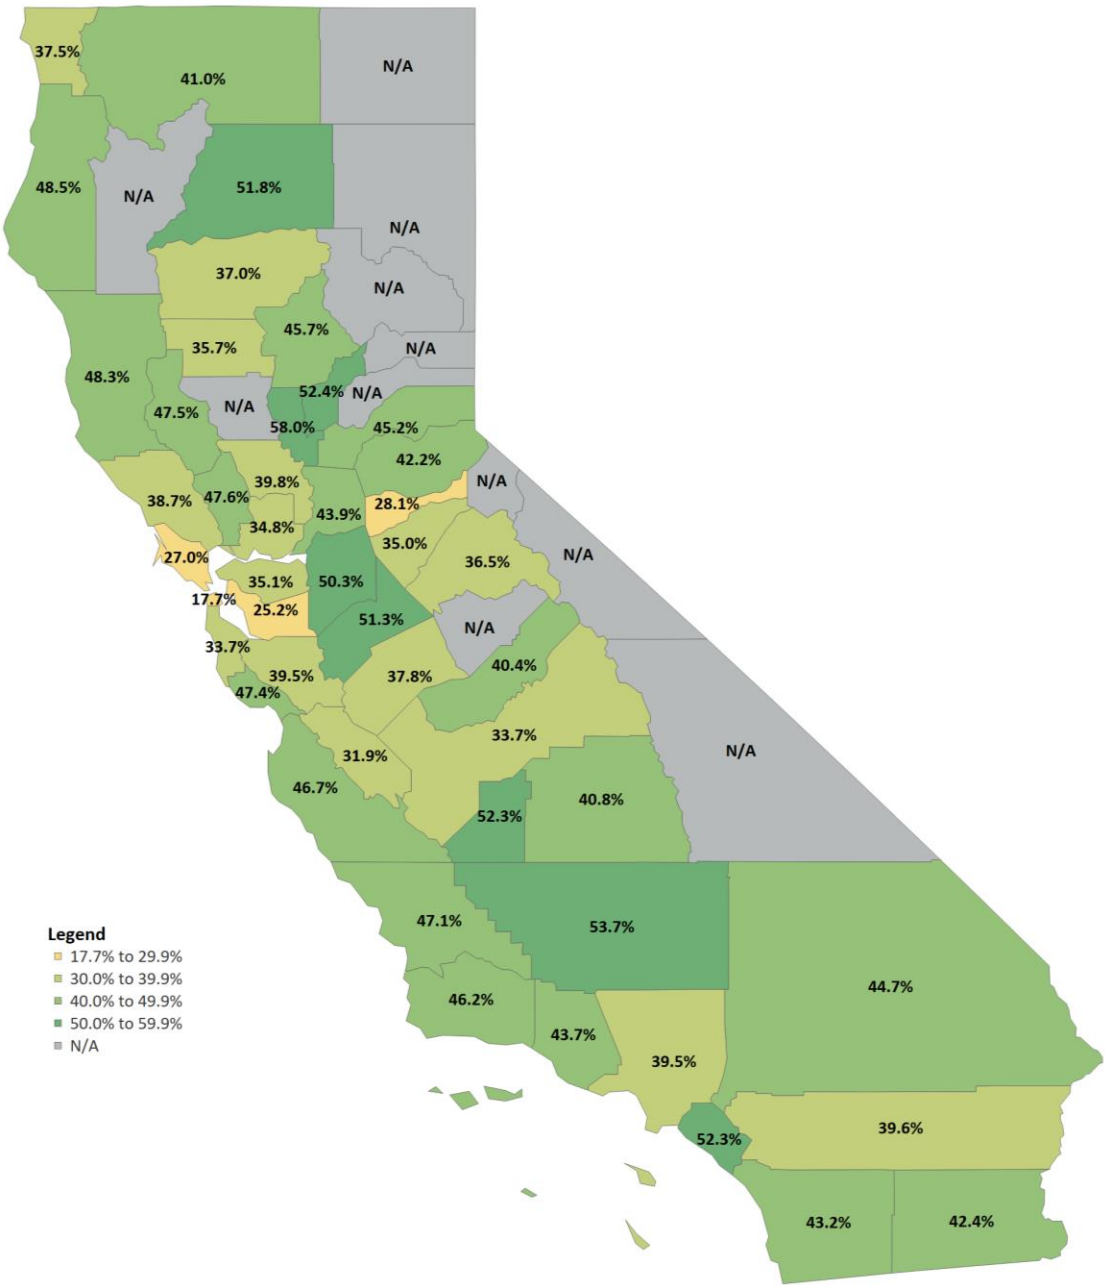 37.5%
41.0%
N/A
48.5%
N/A
51.8%
N/A
37.0%
N/A
45.7%
35.7%
N/A
48.3%
47.5%
N/A
52.4%
N/A
58.0%
45.2%
42.2%
39.8%
N/A
38.7%
47.6%
43.9%
28.1%
34.8%
35.0%
27.0%
N/A
36.5%
35.1%
50.3%
17.7%
25.2%
51.3%
N/A
33.7%
39.5%
37.8%
40.4%
47.4%
33.7%
31.9%
N/A
46.7%
40.8%
52.3%
47.1%
53.7%
44.7%
46.2%
43.7%
39.5%
39.6%
52.3%
43.2%
42.4%
Legend
17.7% to 29.9%
30.0% to 39.9%
40.0% to 49.9%
50.0% to 59.9%
N/A